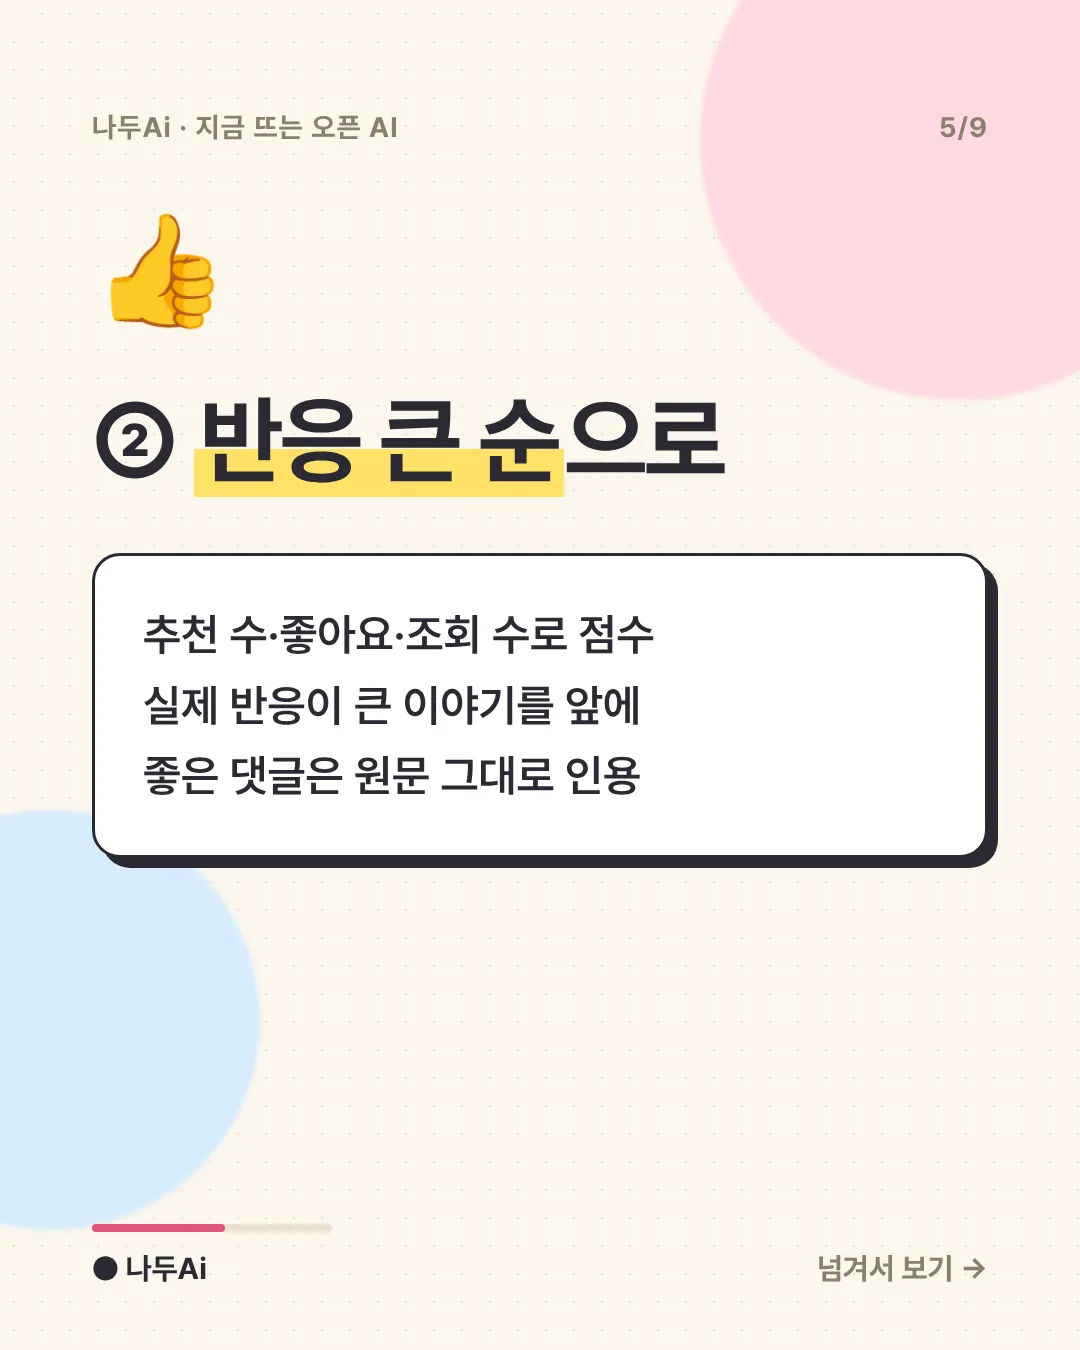 나두Ai · 지금 뜨는 오픈 AI
5/9
② 반응 큰 순으로
추천 수·좋아요·조회 수로 점수
실제 반응이 큰 이야기를 앞에
좋은 댓글은 원문 그대로 인용
나두Ai
넘겨서 보기 →